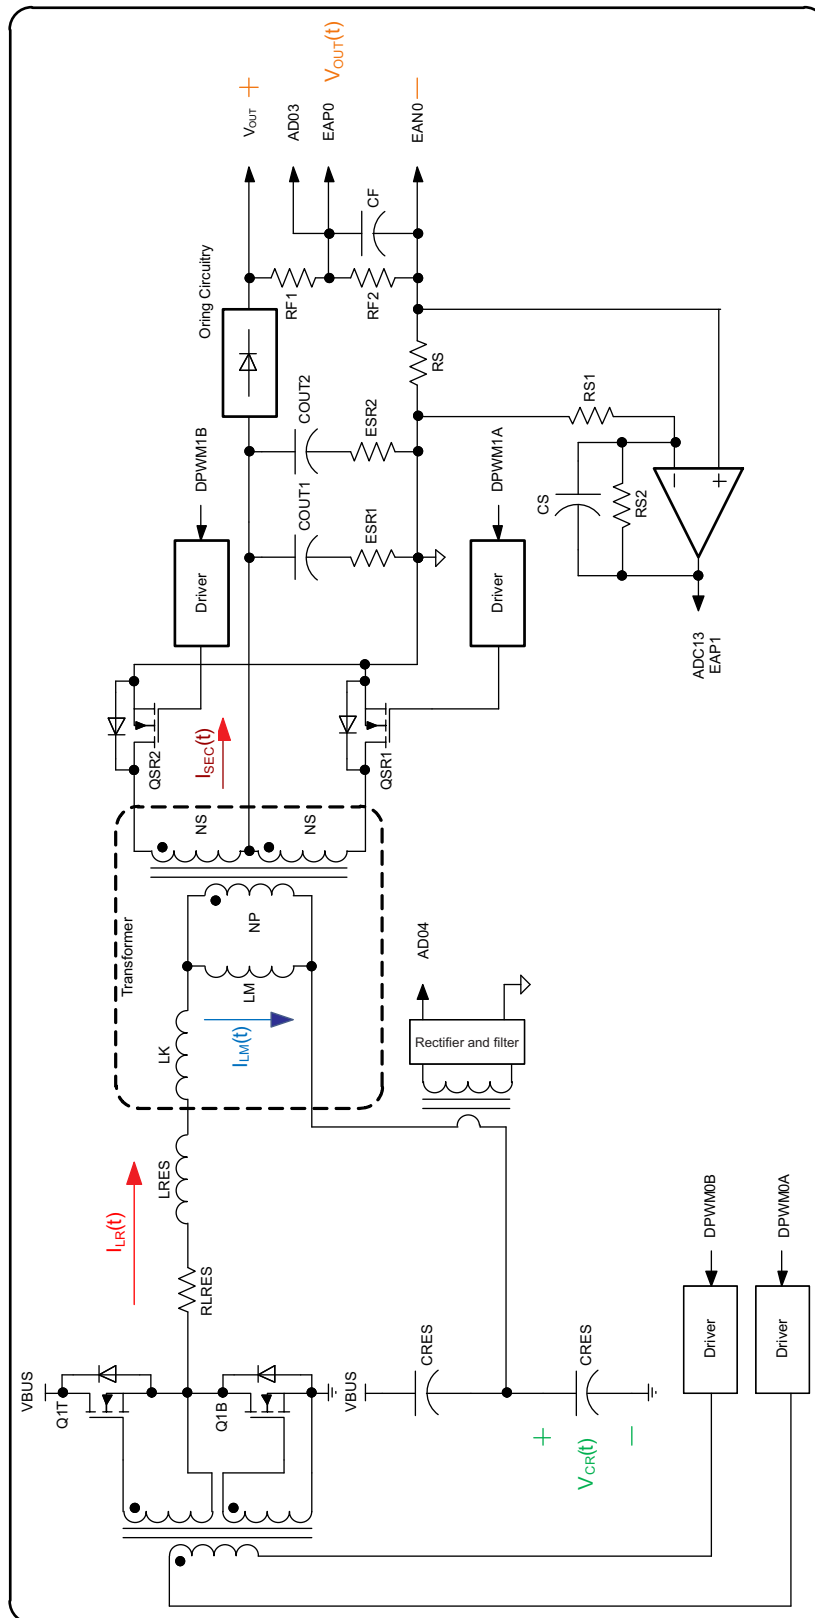 VOUT
+
AD03
EAP0
VOUT(t)
EAN0
−
CF
Oring Circuitry
RF1
RF2
RS
RS1
COUT2
ESR2
DPWM1B
DPWM1A
COUT1
ESR1
CS
RS2
−
+
Driver
Driver
ADC13
EAP1
QSR2
ISEC(t)
QSR1
NS
NS
Transformer
NP
LM
AD04
LK
ILM(t)
Rectifier and filter
LRES
ILR(t)
RLRES
DPWM0B
DPWM0A
VBUS
Q1T
Q1B
VBUS
CRES
CRES
Driver
Driver
+
VCR(t)
−